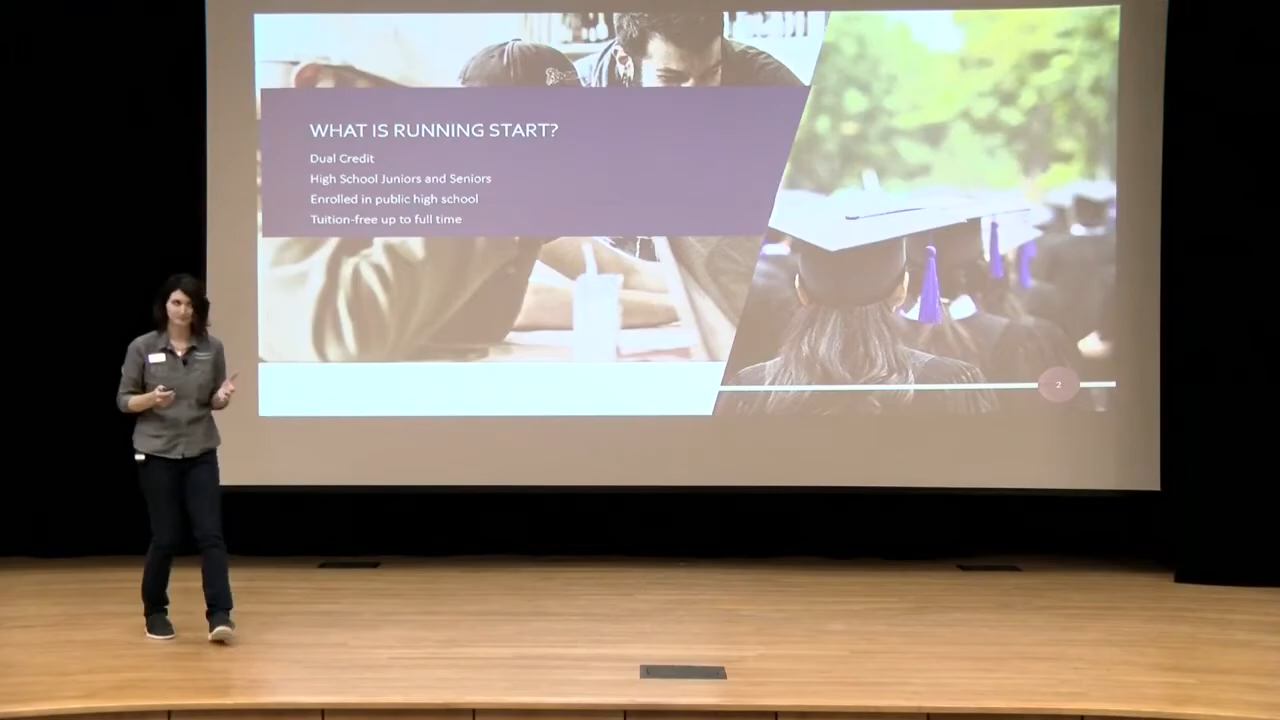 WHAT IS RUNNING START?
Dual Credit
High School Juniors and Seniors
Enrolled in public high school
Tuition-free up to full time
2